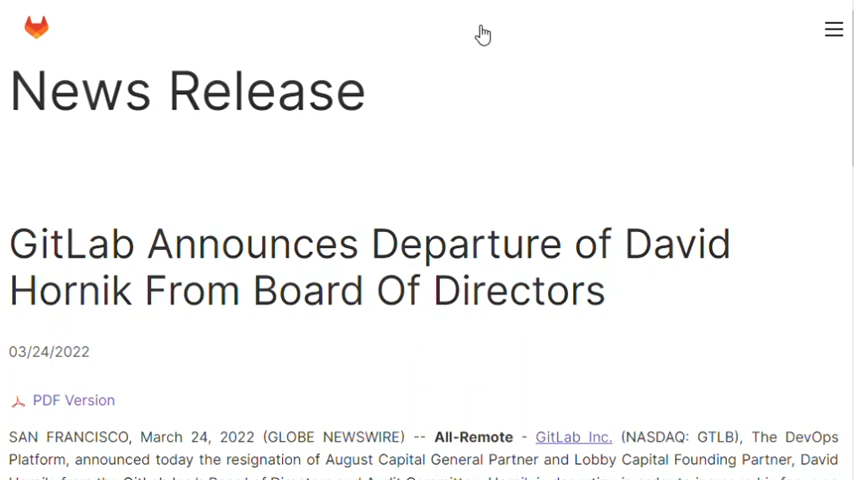 News Release
GitLab Announces Departure of David
Hornik From Board Of Directors
03/24/2022
PDF Version
SAN FRANCISCO, March 24, 2022 (GLOBE NEWSWIRE) -- All-Remote - GitLab Inc. (NASDAQ: GTLB), The DevOps
Platform, announced today the resignation of August Capital General Partner and Lobby Capital Founding Partner, David